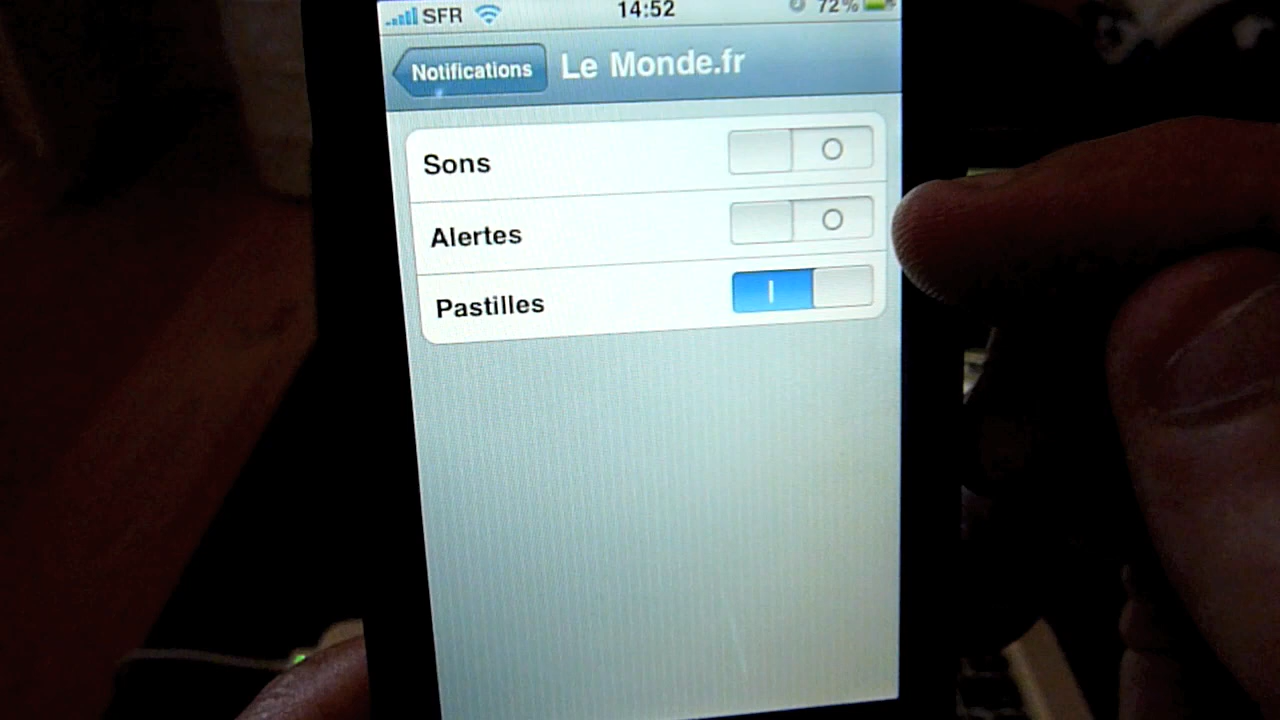 SFR 14:52 72%
Notifications Le Monde.fr
Sons
Alertes
Pastilles